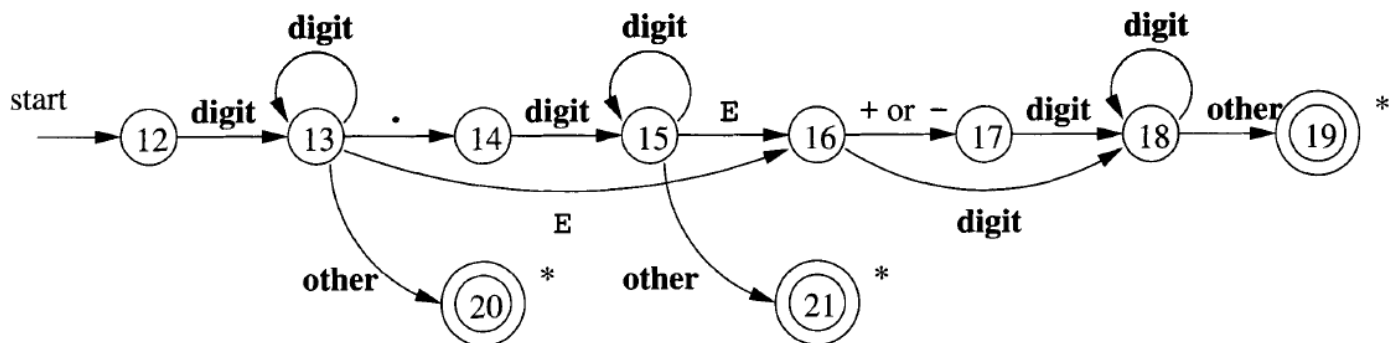 digit digit digit
start digit . digit E + or − digit other *
12 13 14 15 16 17 18 19
E digit
other * other *
20 21